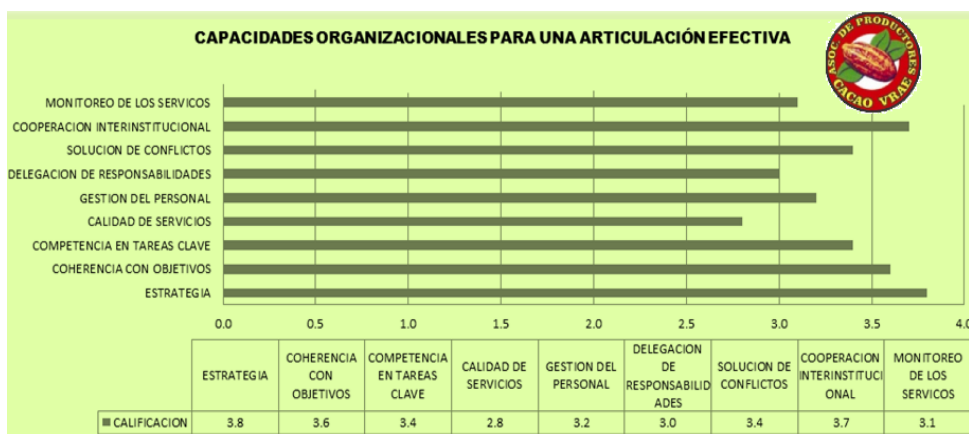 CAPACIDADES ORGANIZACIONALES PARA UNA ARTICULACIÓN EFECTIVA
ASOC. DE PRODUCTORES
CACAO VRAE
MONITOREO DE LOS SERVICOS
COOPERACION INTERINSTITUCIONAL
SOLUCION DE CONFLICTOS
DELEGACION DE RESPONSABILIDADES
GESTION DEL PERSONAL
CALIDAD DE SERVICIOS
COMPETENCIA EN TAREAS CLAVE
COHERENCIA CON OBJETIVOS
ESTRATEGIA
0.0 0.5 1.0 1.5 2.0 2.5 3.0 3.5 4.0
ESTRATEGIA
COHERENCIA
CON
OBJETIVOS
COMPETENCIA
EN TAREAS
CLAVE
CALIDAD DE
SERVICIOS
GESTION DEL
PERSONAL
DELEGACION
DE
RESPONSABILID
ADES
SOLUCION DE
CONFLICTOS
COOPERACION
INTERINSTITUCI
ONAL
MONITOREO
DE LOS
SERVICOS
CALIFICACION 3.8 3.6 3.4 2.8 3.2 3.0 3.4 3.7 3.1